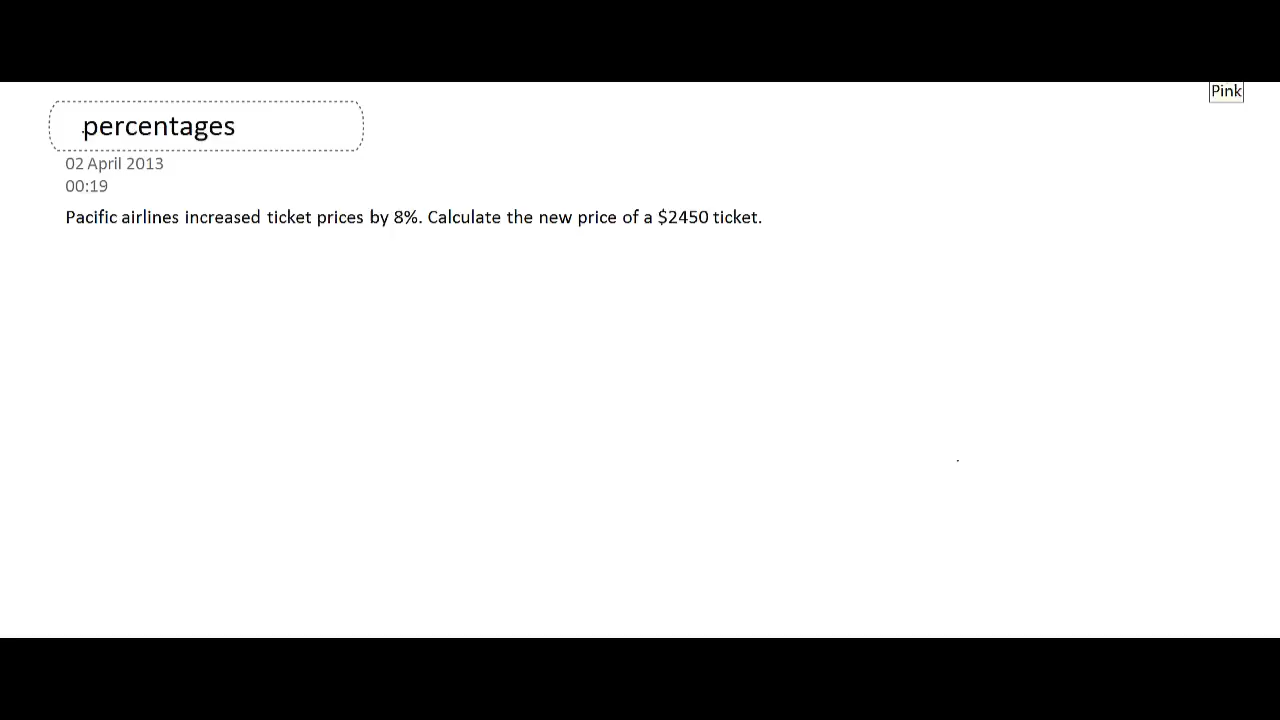 Pink
percentages
02 April 2013
00:19
Pacific airlines increased ticket prices by 8%. Calculate the new price of a $2450 ticket.